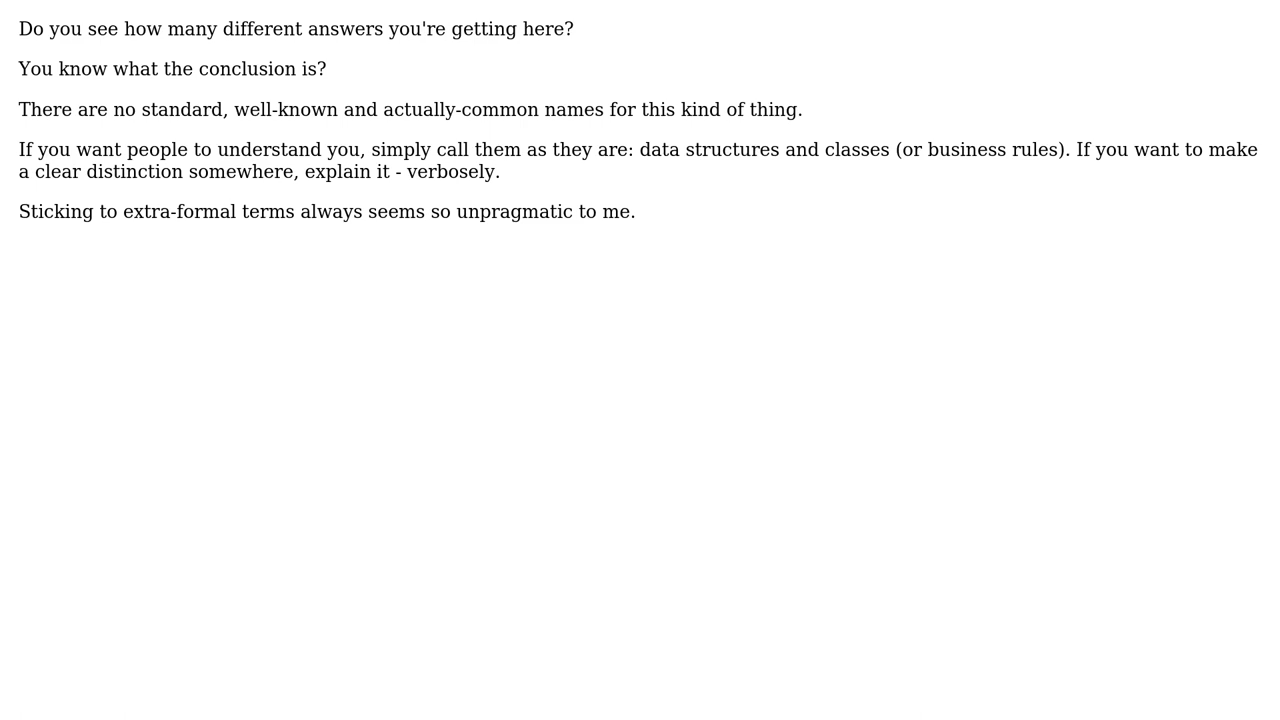 Do you see how many different answers you're getting here?
You know what the conclusion is?
There are no standard, well-known and actually-common names for this kind of thing.
If you want people to understand you, simply call them as they are: data structures and classes (or business rules). If you want to make
a clear distinction somewhere, explain it - verbosely.
Sticking to extra-formal terms always seems so unpragmatic to me.